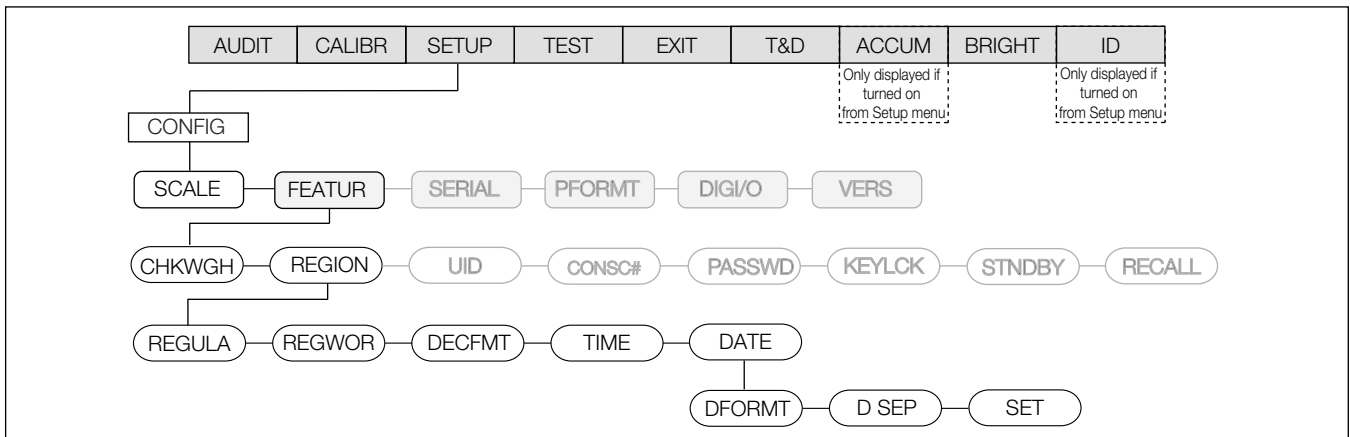 AUDIT CALIBR SETUP TEST EXIT T&D ACCUM BRIGHT ID
Only displayed if
turned on
from Setup menu
Only displayed if
turned on
from Setup menu
CONFIG
SCALE FEATUR SERIAL PFORMT DIGI/O VERS
CHKWGH REGION UID CONSC# PASSWD KEYLCK STNDBY RECALL
REGULA REGWOR DECFMT TIME DATE
DFORMT D SEP SET